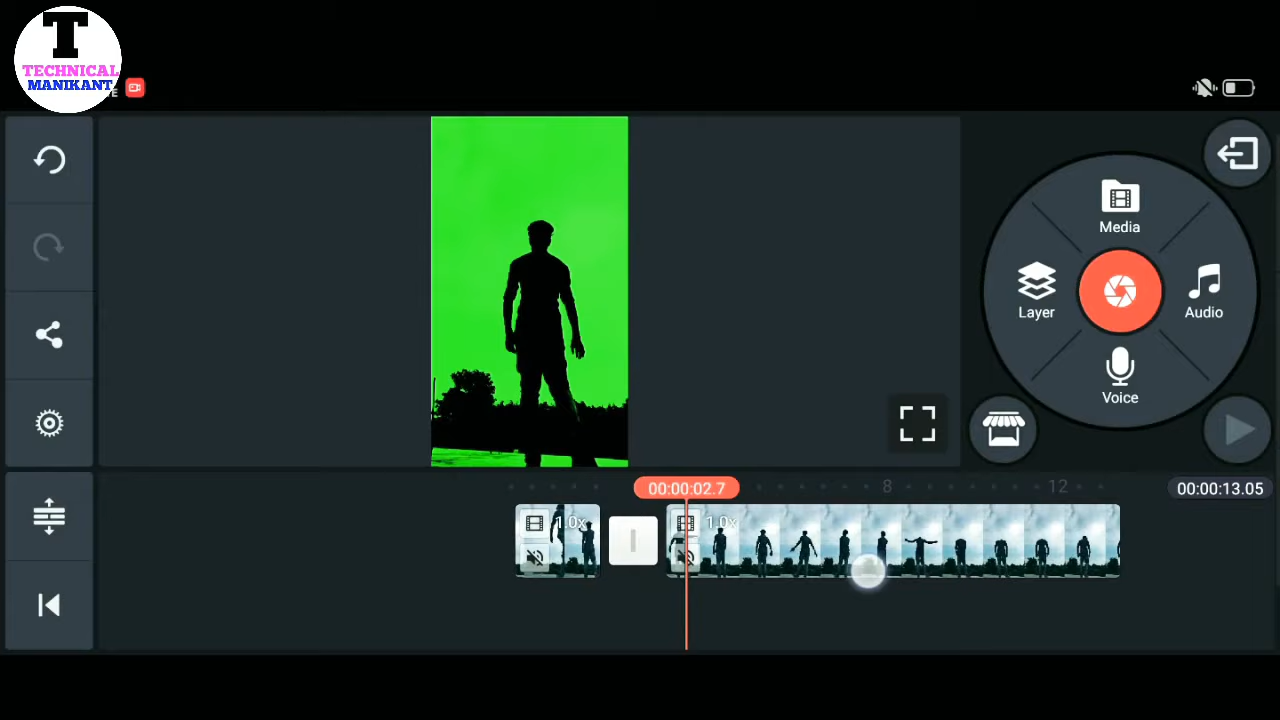 T
TECHNICAL
MANIKANT
E
Media
Layer
Audio
Voice
00:00:02.7
8
12
00:00:13.05
1.0x
1.0x